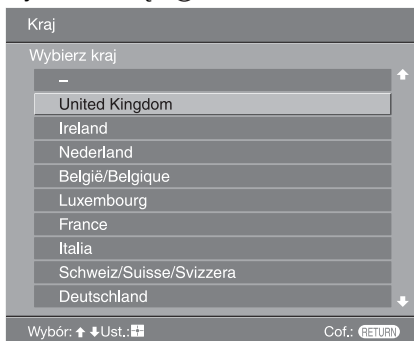 Kraj
Wybierz kraj
–
United Kingdom
Ireland
Nederland
België/Belgique
Luxembourg
France
Italia
Schweiz/Suisse/Svizzera
Deutschland
Wybór: Ust.: Cof.: RETURN